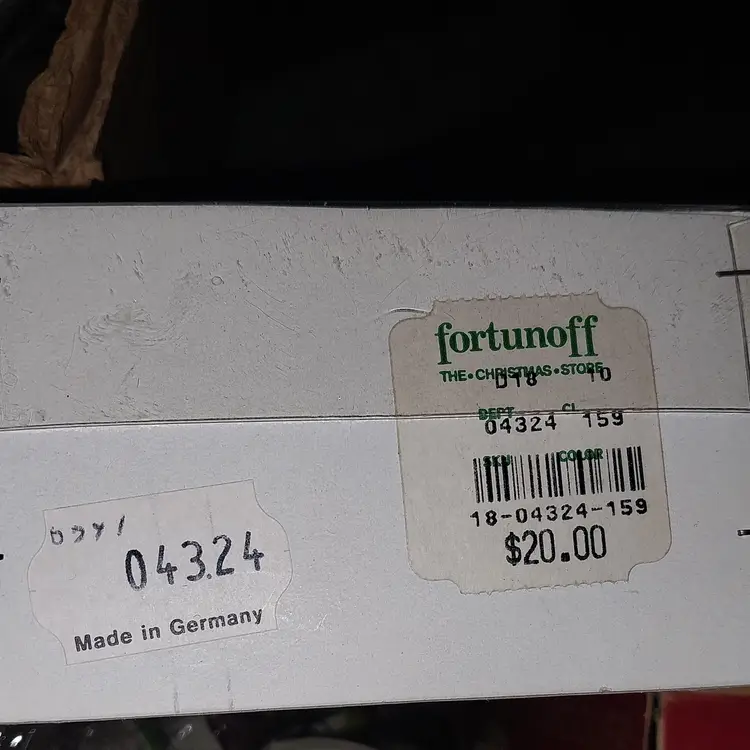 fortunoff
THE•CHRISTMAS•STORE
D18 10
DEPT CL
04324 159
SKU COLOR
18-04324-159
$20.00
04324
Made in Germany